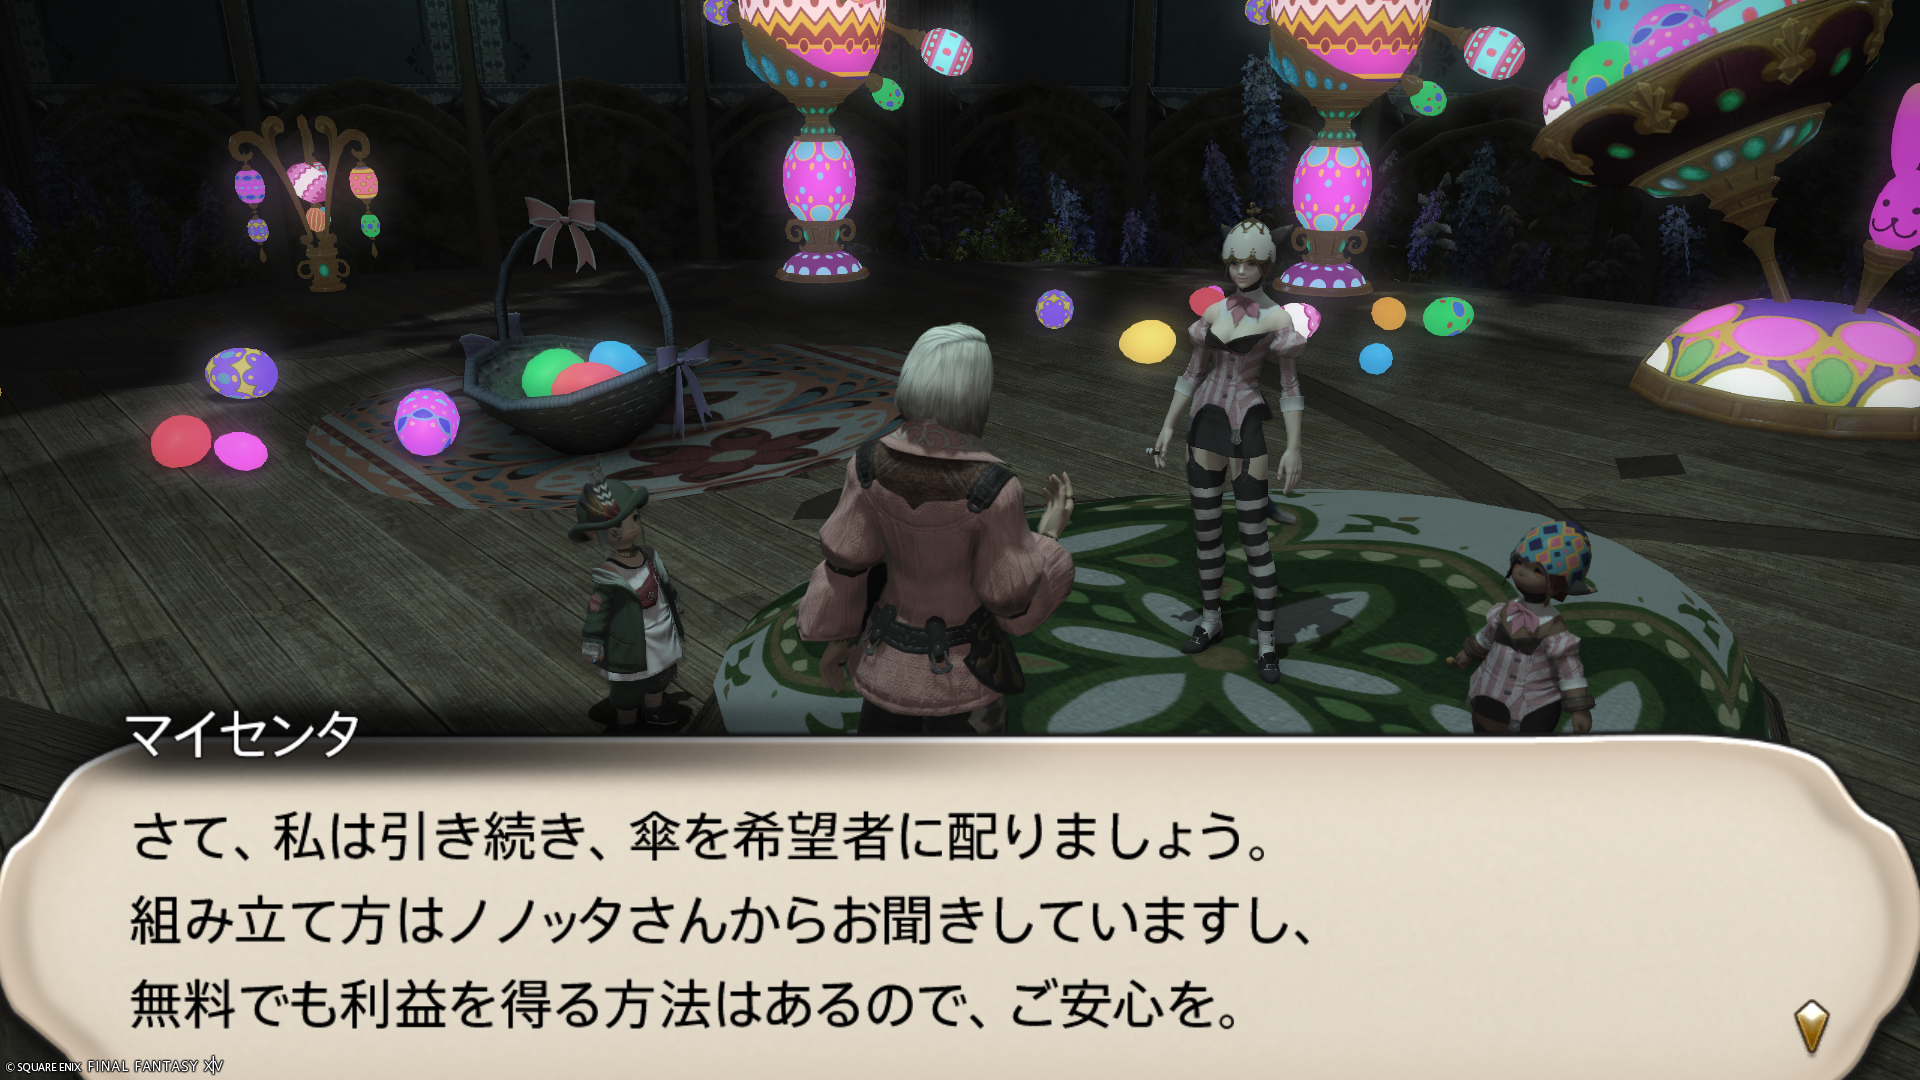 マイセンタ
さて、私は引き続き、傘を希望者に配りましょう。
組み立て方はノノッタさんからお聞きしていますし、
無料でも利益を得る方法はあるので、ご安心を。
© SQUARE ENIX FINAL FANTASY XIV